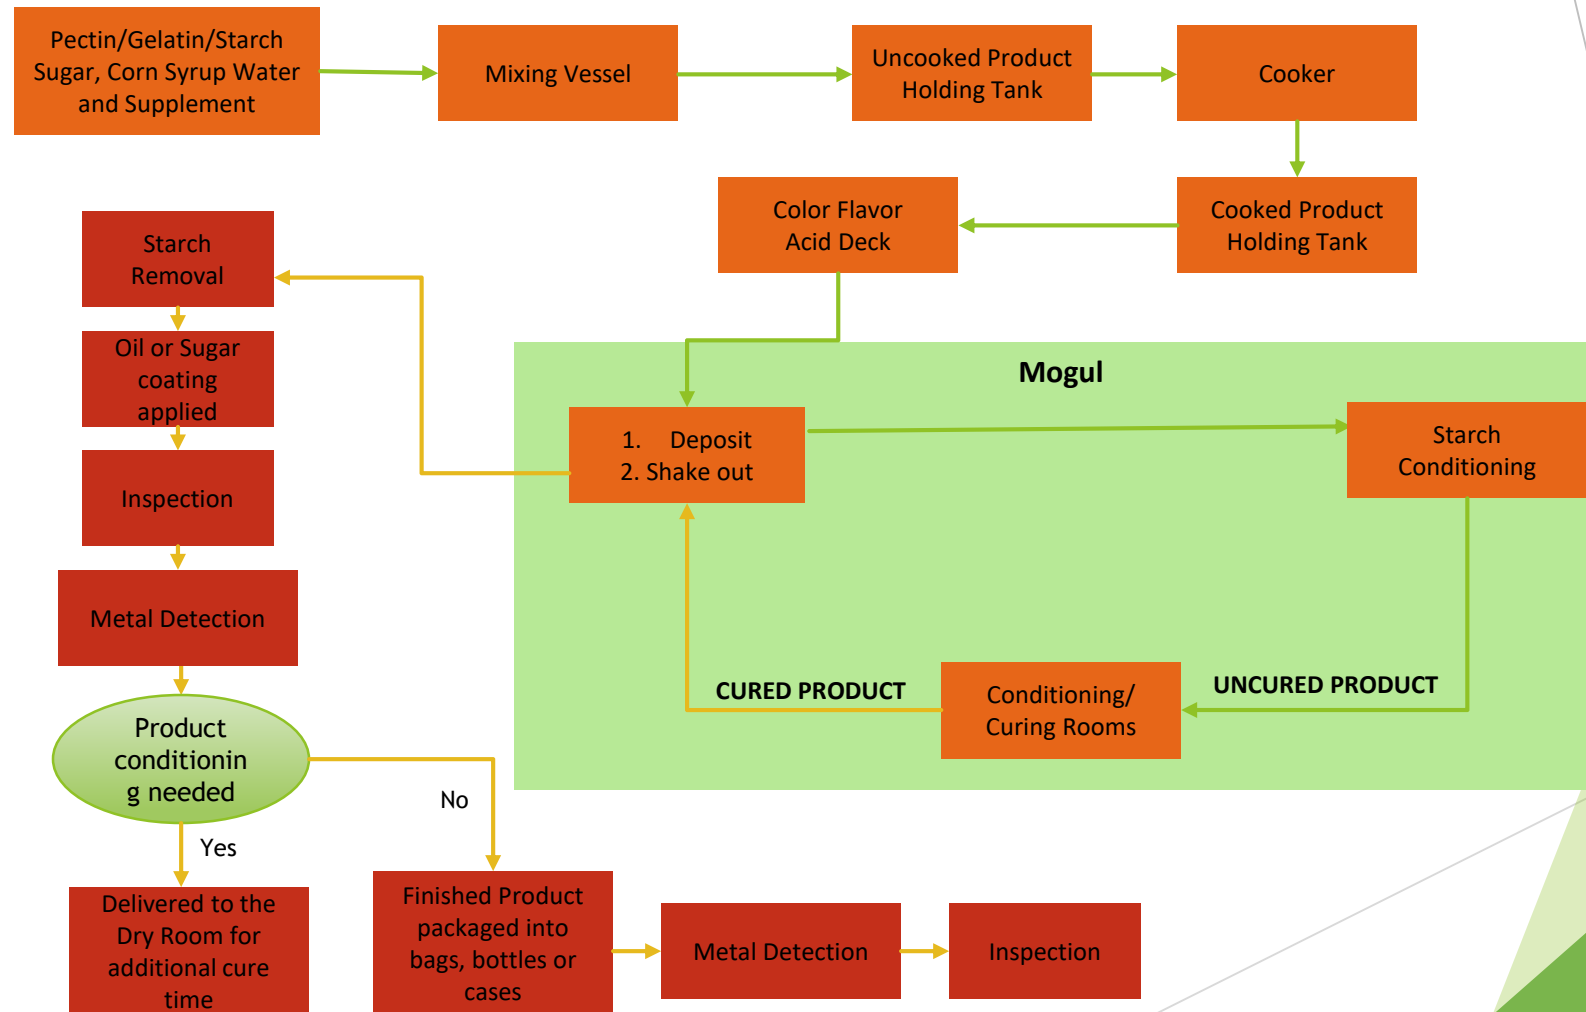 Pectin/Gelatin/Starch
Sugar, Corn Syrup Water
and Supplement
Mixing Vessel
Uncooked Product
Holding Tank
Cooker
Cooked Product
Holding Tank
Color Flavor
Acid Deck
Mogul
1. Deposit
2. Shake out
Starch
Conditioning
UNCURED PRODUCT
Conditioning/
Curing Rooms
CURED PRODUCT
Starch
Removal
Oil or Sugar
coating
applied
Inspection
Metal Detection
Product
conditionin
g needed
Yes
No
Delivered to the
Dry Room for
additional cure
time
Finished Product
packaged into
bags, bottles or
cases
Metal Detection
Inspection